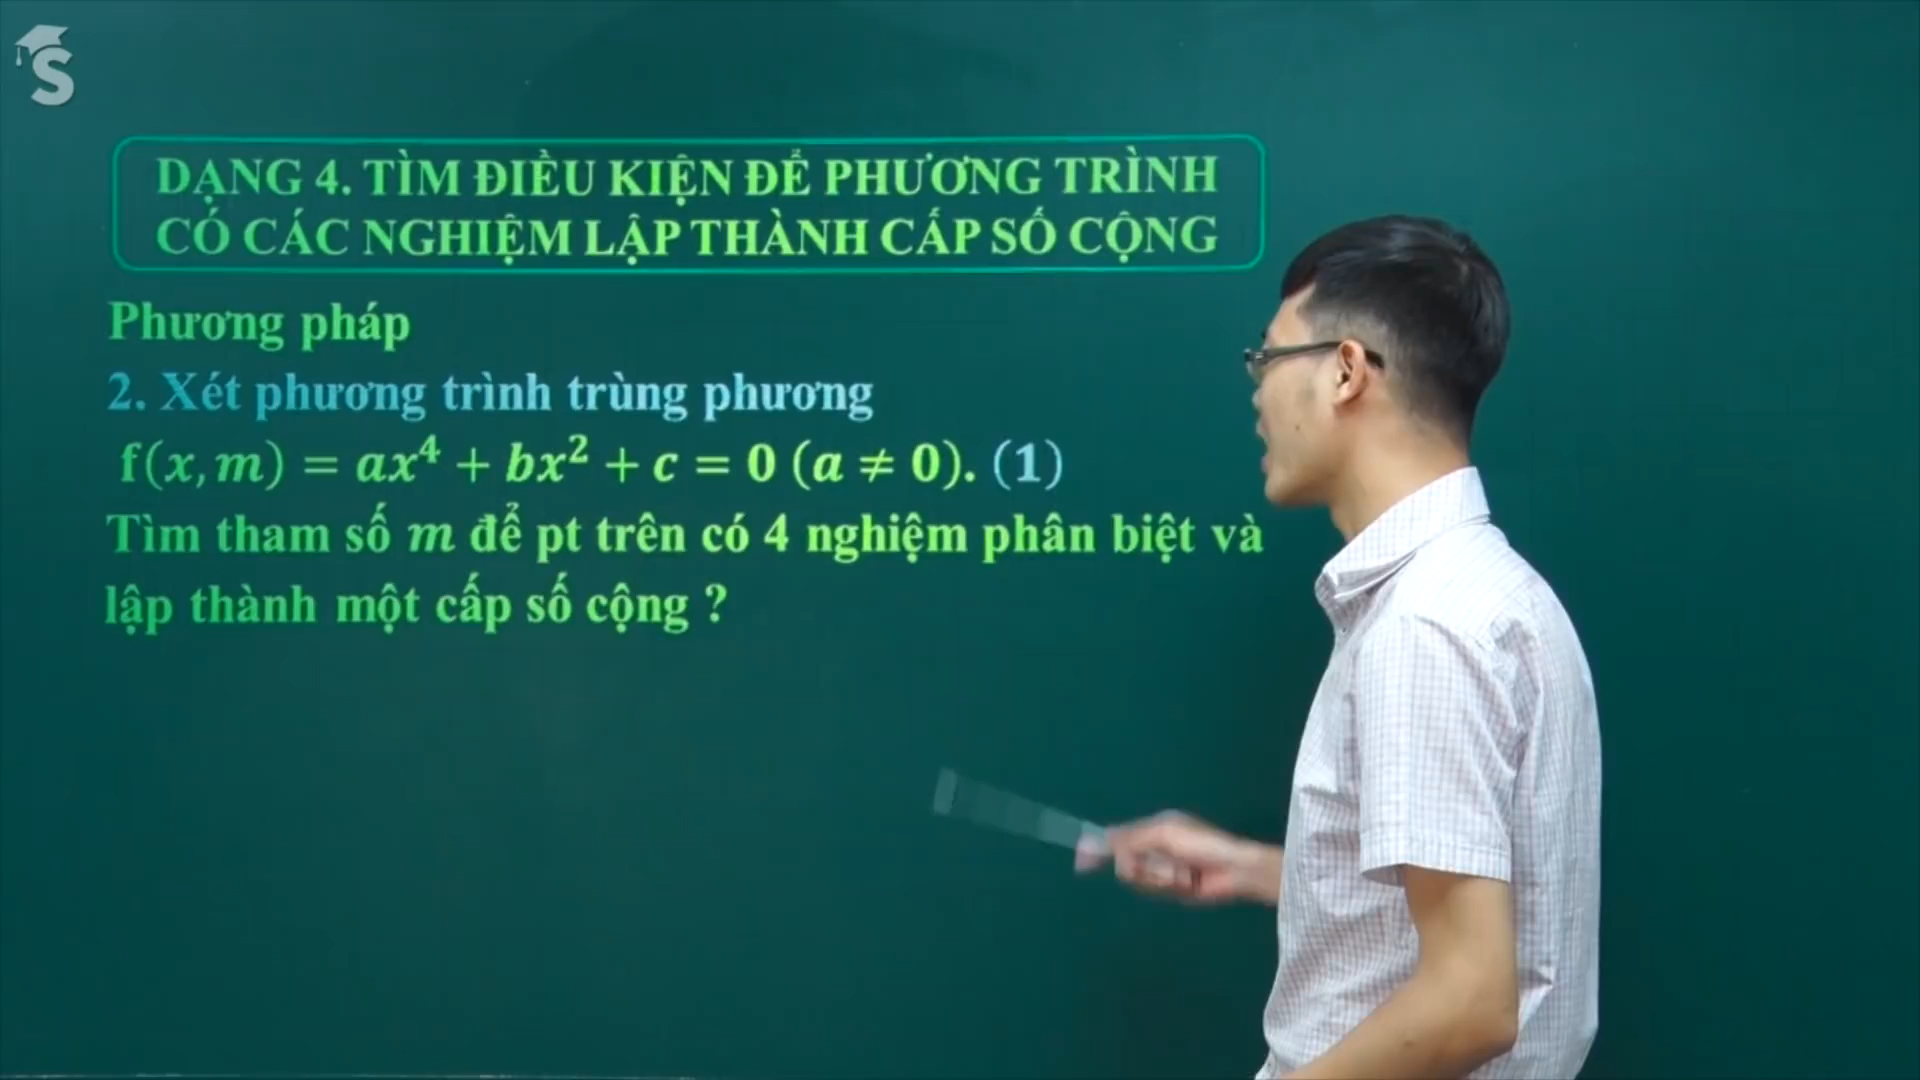 S
DẠNG 4. TÌM ĐIỀU KIỆN ĐỂ PHƯƠNG TRÌNH
CÓ CÁC NGHIỆM LẬP THÀNH CẤP SỐ CỘNG
Phương pháp
2. Xét phương trình trùng phương
f(x, m) = ax⁴ + bx² + c = 0 (a ≠ 0). (1)
Tìm tham số m để pt trên có 4 nghiệm phân biệt và
lập thành một cấp số cộng ?